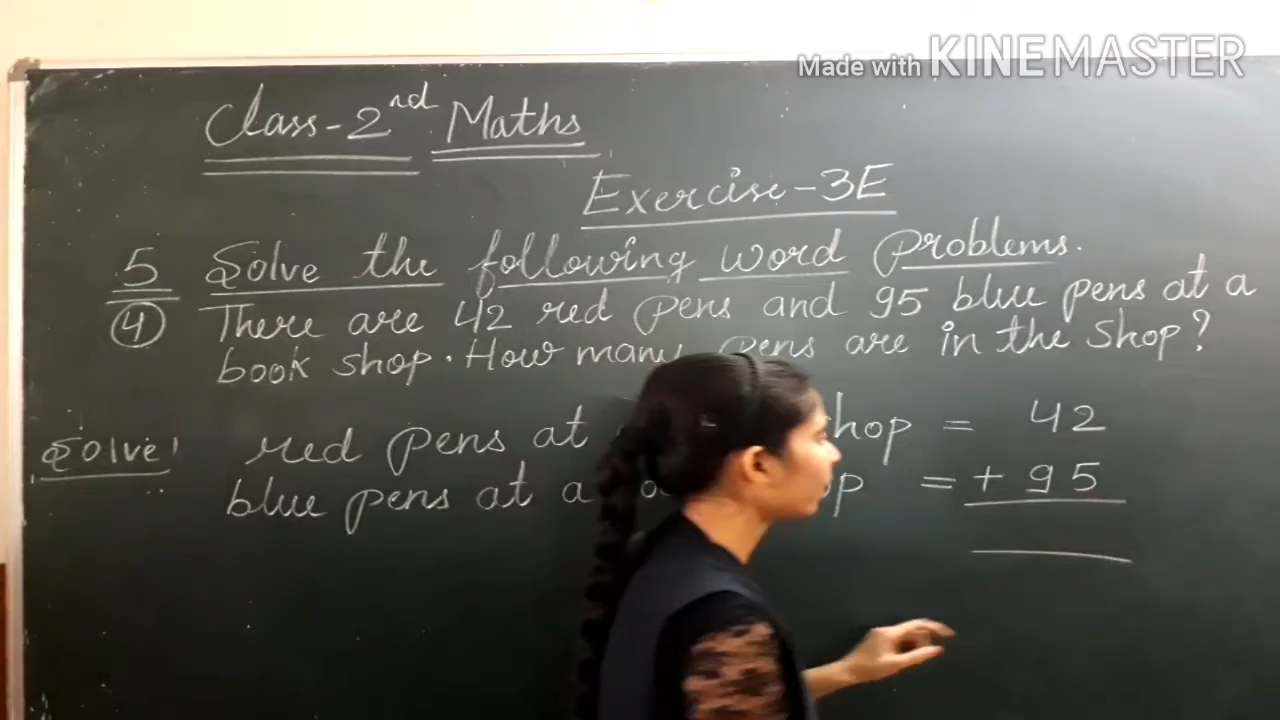 Made with KINEMASTER
Class-2nd Maths
Exercise-3E
5 Solve the following word problems.
4 There are 42 red pens and 95 blue pens at a
book shop. How many pens are in the shop?
Solve! red pens at hop = 42
blue pens at a op = + 95